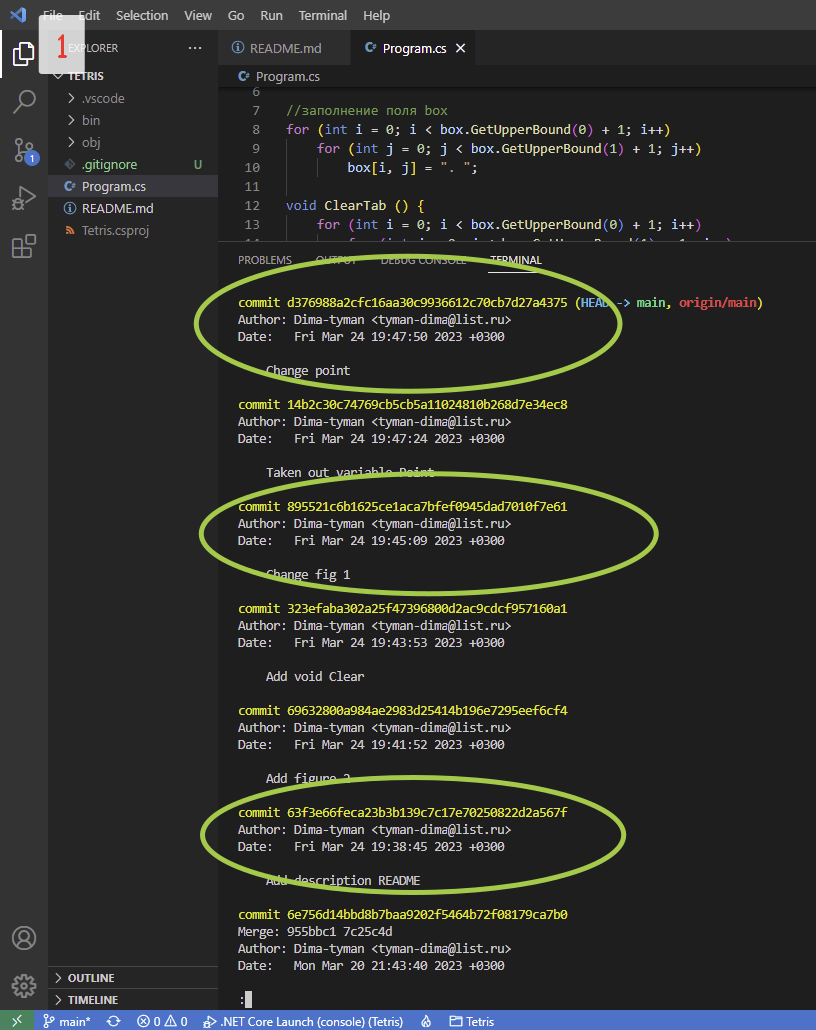 File Edit Selection View Go Run Terminal Help
1
EXPLORER
TETRIS
.vscode
bin
obj
.gitignore U
Program.cs
README.md
Tetris.csproj
1
OUTLINE
TIMELINE
README.md Program.cs
Program.cs
6
7 //заполнение поля box
8 for (int i = 0; i < box.GetUpperBound(0) + 1; i++)
9 for (int j = 0; j < box.GetUpperBound(1) + 1; j++)
10 box[i, j] = ". ";
11
12 void ClearTab () {
13 for (int i = 0; i < box.GetUpperBound(0) + 1; i++)
PROBLEMS OUTPUT DEBUG CONSOLE TERMINAL
commit d376988a2cfc16aa30c9936612c70cb7d27a4375 (HEAD -> main, origin/main)
Author: Dima-tyman <tyman-dima@list.ru>
Date: Fri Mar 24 19:47:50 2023 +0300
Change point
commit 14b2c30c74769cb5cb5a11024810b268d7e34ec8
Author: Dima-tyman <tyman-dima@list.ru>
Date: Fri Mar 24 19:47:24 2023 +0300
Taken out variable Point
commit 895521c6b1625ce1aca7bfef0945dad7010f7e61
Author: Dima-tyman <tyman-dima@list.ru>
Date: Fri Mar 24 19:45:09 2023 +0300
Change fig 1
commit 323efaba302a25f47396800d2ac9cdcf957160a1
Author: Dima-tyman <tyman-dima@list.ru>
Date: Fri Mar 24 19:43:53 2023 +0300
Add void Clear
commit 69632800a984ae2983d25414b196e7295eef6cf4
Author: Dima-tyman <tyman-dima@list.ru>
Date: Fri Mar 24 19:41:52 2023 +0300
Add figure 2
commit 63f3e66feca23b3b139c7c17e70250822d2a567f
Author: Dima-tyman <tyman-dima@list.ru>
Date: Fri Mar 24 19:38:45 2023 +0300
Add description README
commit 6e756d14bbd8b7baa9202f5464b72f08179ca7b0
Merge: 955bbc1 7c25c4d
Author: Dima-tyman <tyman-dima@list.ru>
Date: Mon Mar 20 21:43:40 2023 +0300
:
main* 0 0 .NET Core Launch (console) (Tetris) Tetris